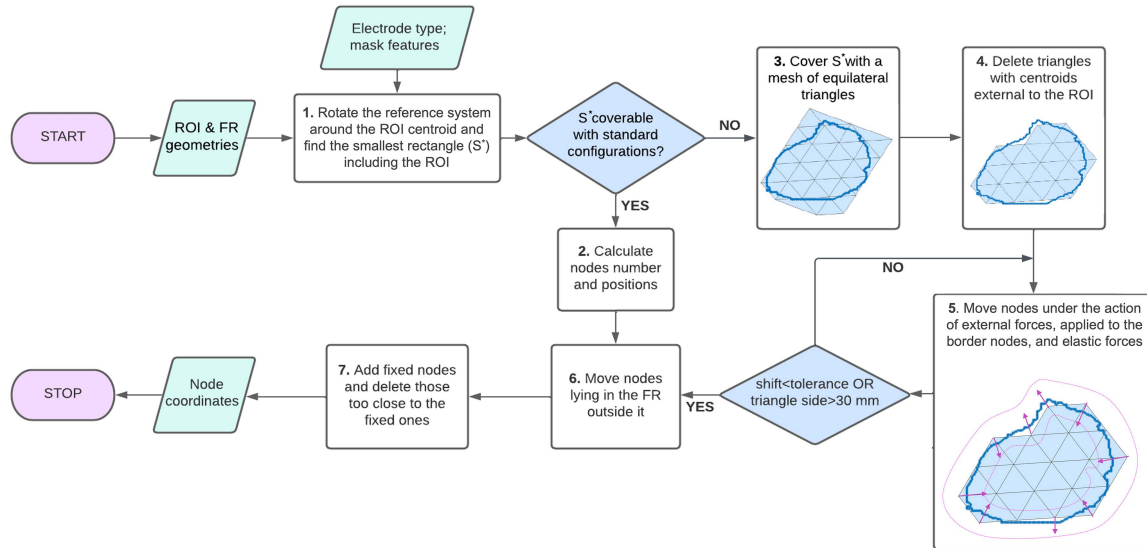 Electrode type;
mask features
START
ROI & FR
geometries
1. Rotate the reference system
around the ROI centroid and
find the smallest rectangle (S*)
including the ROI
S*coverable
with standard
configurations?
NO
3. Cover S*with a
mesh of equilateral
triangles
4. Delete triangles
with centroids
external to the ROI
YES
2. Calculate
nodes number
and positions
NO
5. Move nodes under the action
of external forces, applied to the
border nodes, and elastic forces
shift<tolerance OR
triangle side>30 mm
YES
6. Move nodes
lying in the FR
outside it
7. Add fixed nodes
and delete those
too close to the
fixed ones
Node
coordinates
STOP